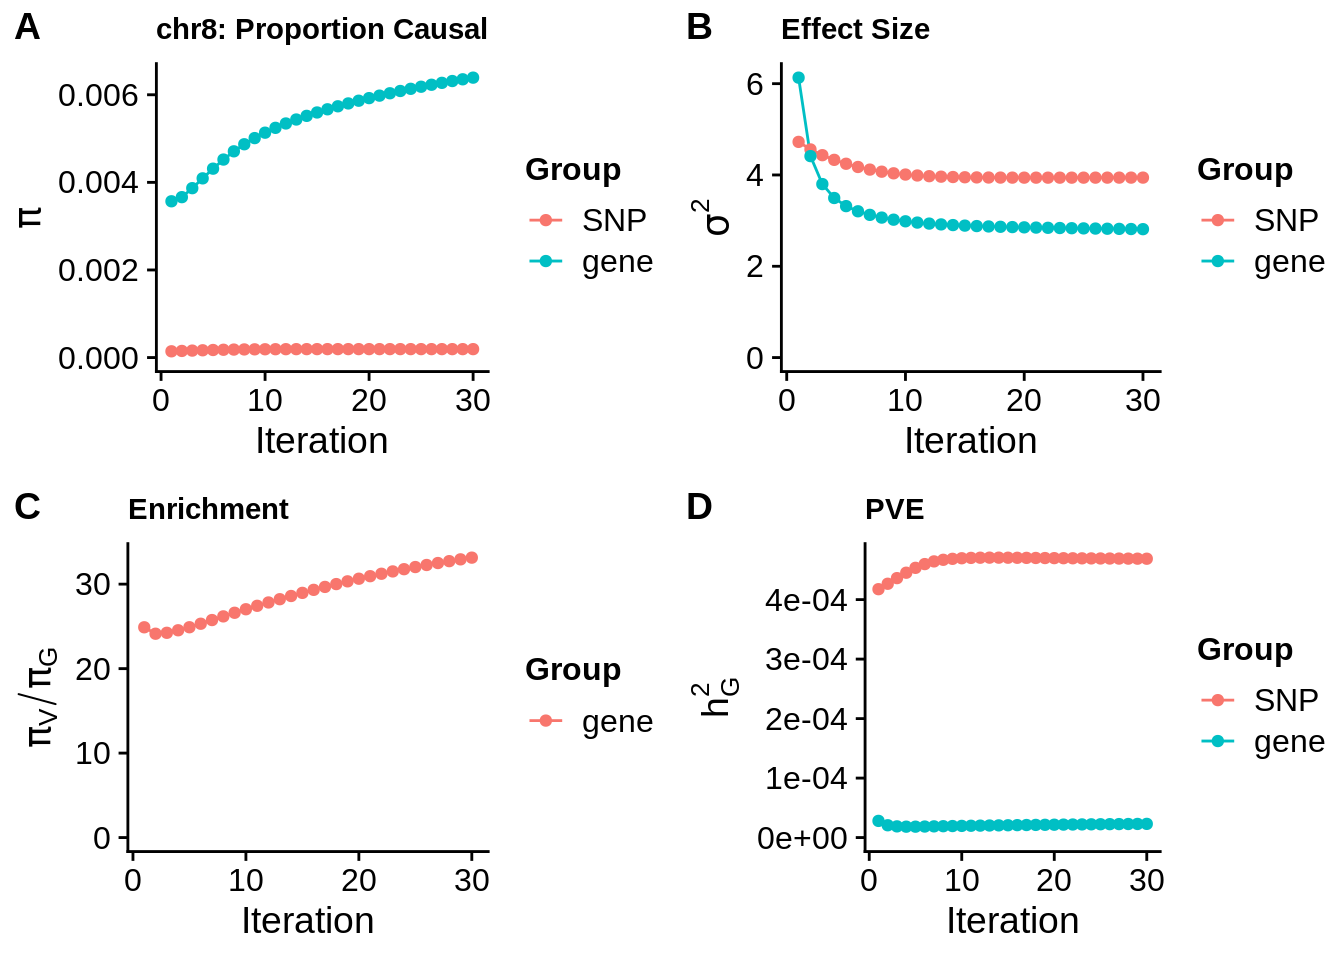 A
chr8: Proportion Causal
π
0.006
0.004
0.002
0.000
0
10
20
30
Iteration
Group
SNP
gene
B
Effect Size
σ²
6
4
2
0
0
10
20
30
Iteration
Group
SNP
gene
C
Enrichment
π_V/π_G
30
20
10
0
0
10
20
30
Iteration
Group
gene
D
PVE
h²_G
4e-04
3e-04
2e-04
1e-04
0e+00
0
10
20
30
Iteration
Group
SNP
gene